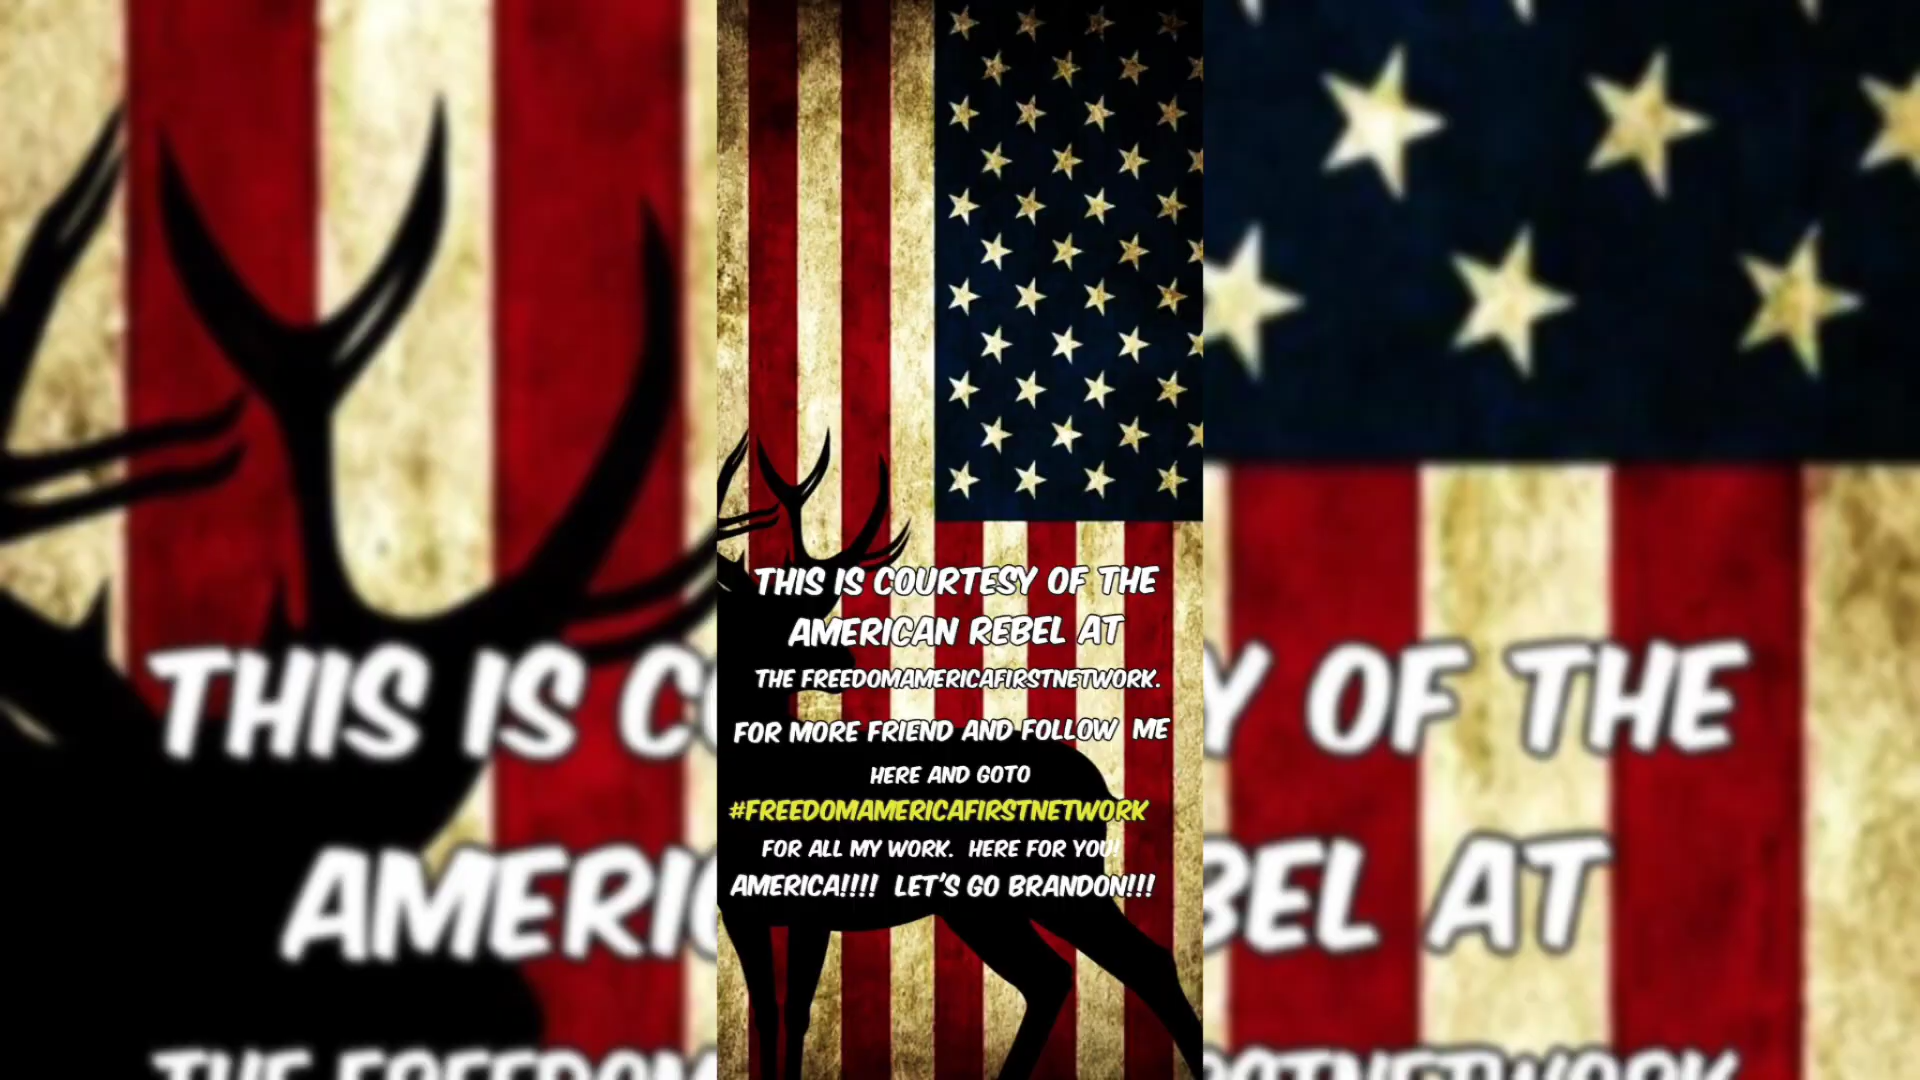 THIS IS COURTESY OF THE
AMERICAN REBEL AT
THE FREEDOMAMERICAFIRSTNETWORK.
FOR MORE FRIEND AND FOLLOW ME
HERE AND GOTO
#FREEDOMAMERICAFIRSTNETWORK
FOR ALL MY WORK. HERE FOR YOU!
AMERICA!!!! LET'S GO BRANDON!!!